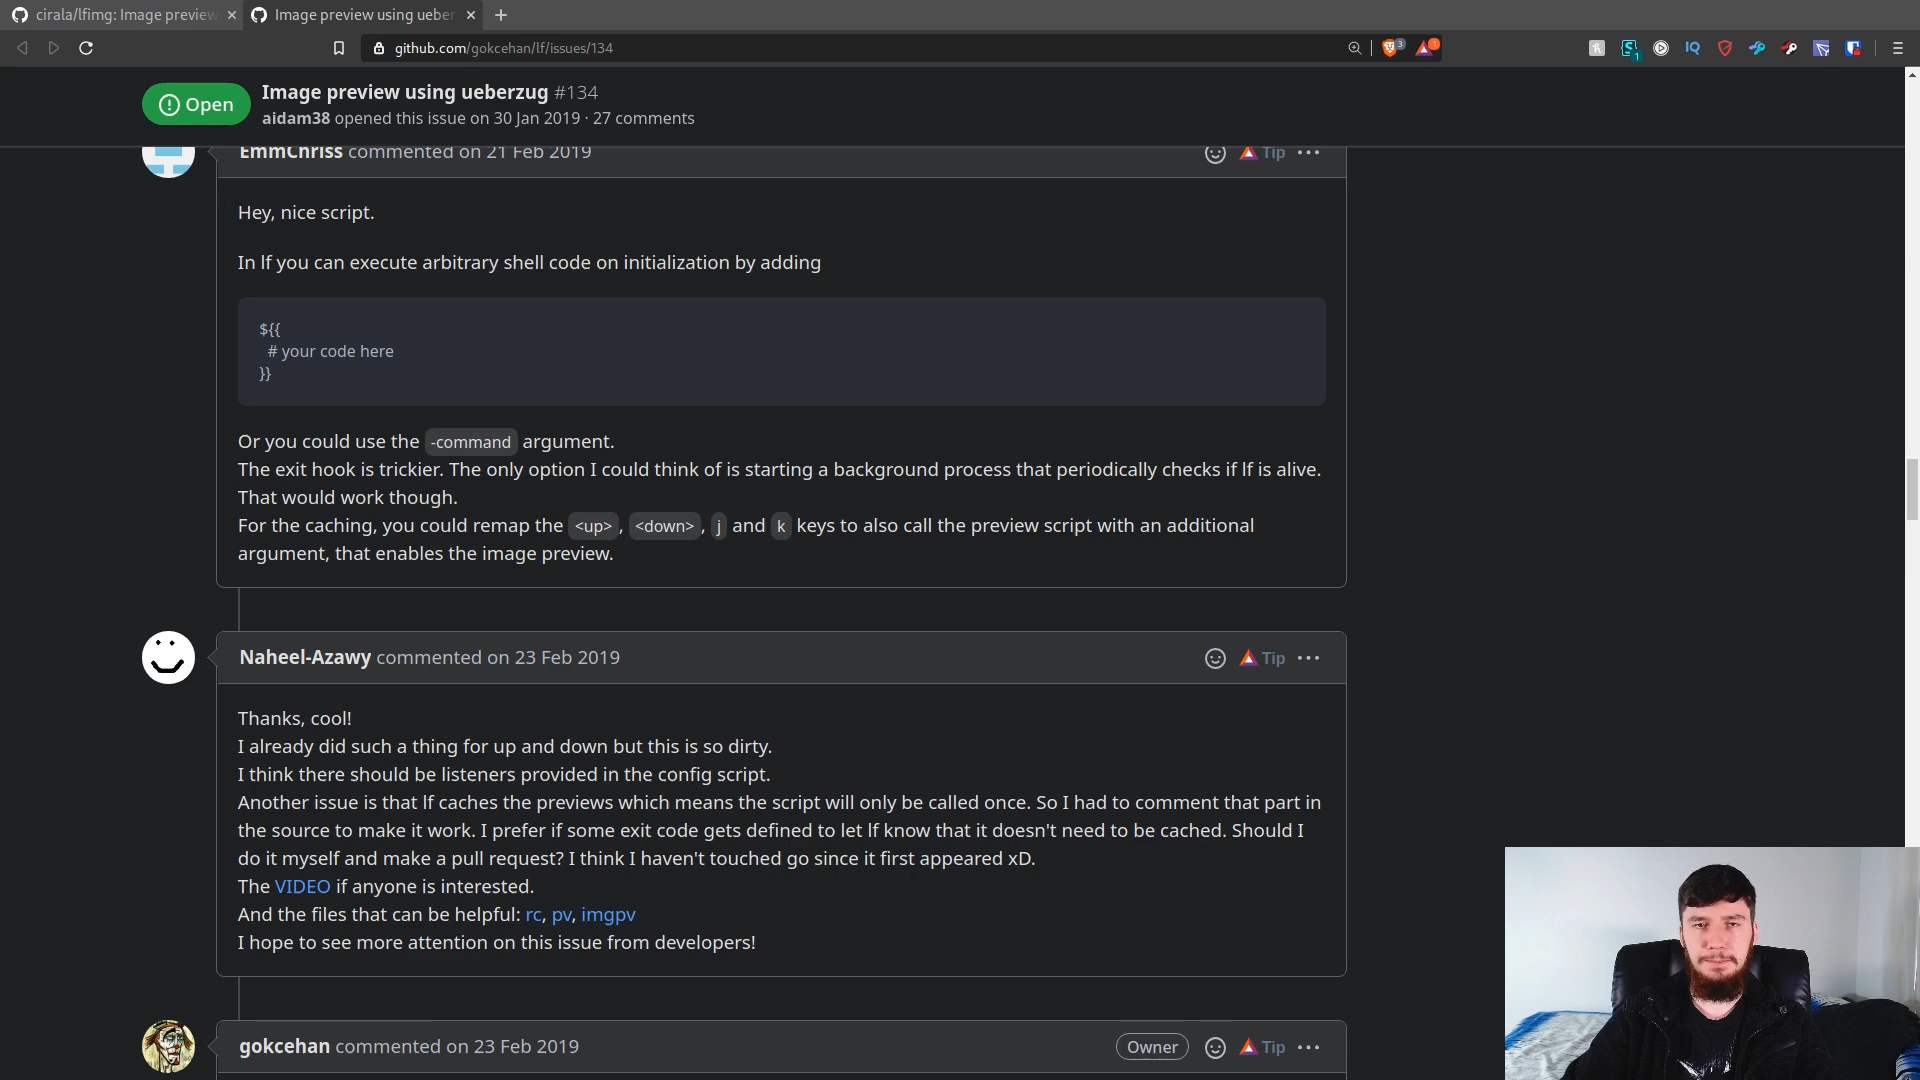 cirala/lfimg: Image preview
Image preview using ueber
github.com/gokcehan/lf/issues/134
3
1
1
IQ
Open
Image preview using ueberzug #134
aidam38 opened this issue on 30 Jan 2019 · 27 comments
EmmChriss commented on 21 Feb 2019
Tip
Hey, nice script.
In lf you can execute arbitrary shell code on initialization by adding
${{
# your code here
}}
Or you could use the -command argument.
The exit hook is trickier. The only option I could think of is starting a background process that periodically checks if lf is alive.
That would work though.
For the caching, you could remap the <up>, <down>, j and k keys to also call the preview script with an additional
argument, that enables the image preview.
Naheel-Azawy commented on 23 Feb 2019
Tip
Thanks, cool!
I already did such a thing for up and down but this is so dirty.
I think there should be listeners provided in the config script.
Another issue is that lf caches the previews which means the script will only be called once. So I had to comment that part in
the source to make it work. I prefer if some exit code gets defined to let lf know that it doesn't need to be cached. Should I
do it myself and make a pull request? I think I haven't touched go since it first appeared xD.
The VIDEO if anyone is interested.
And the files that can be helpful: rc, pv, imgpv
I hope to see more attention on this issue from developers!
gokcehan commented on 23 Feb 2019
Owner
Tip